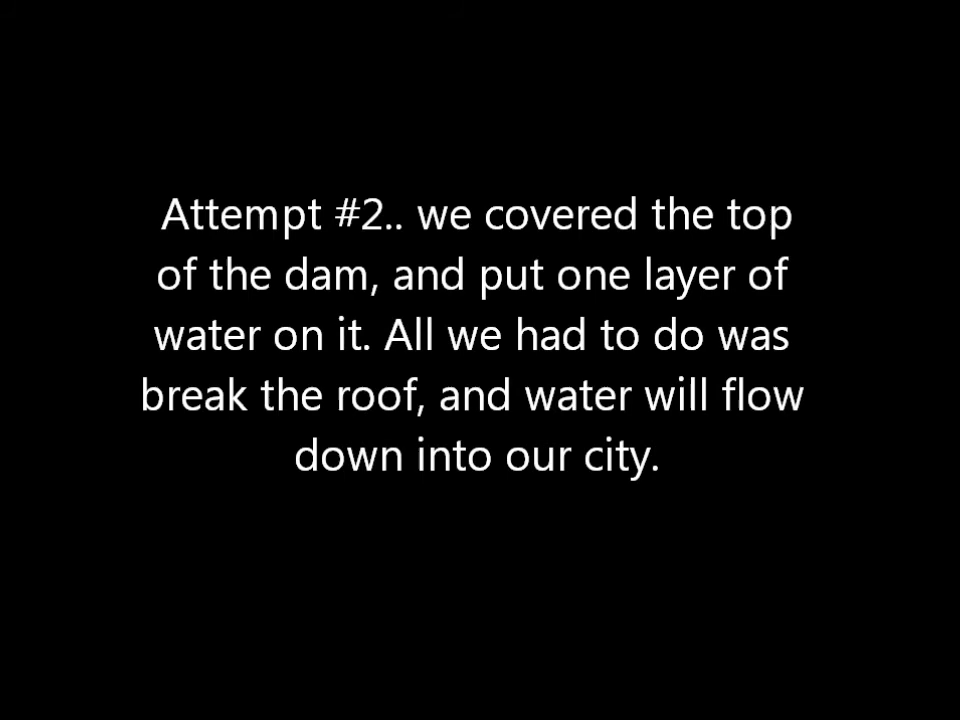 Attempt #2.. we covered the top
of the dam, and put one layer of
water on it. All we had to do was
break the roof, and water will flow
down into our city.